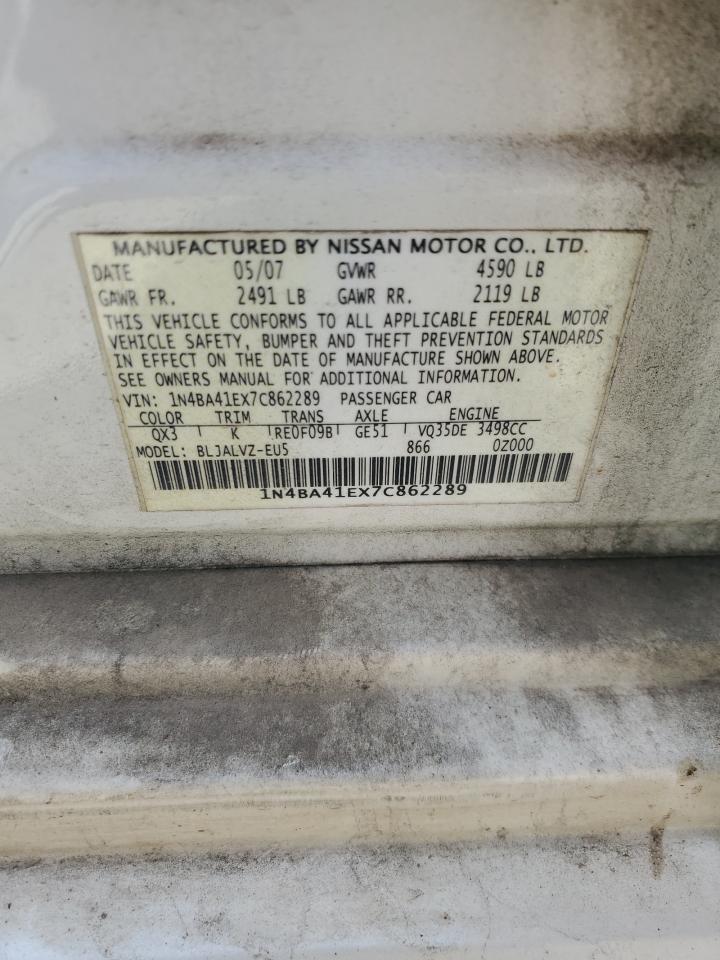 MANUFACTURED BY NISSAN MOTOR CO., LTD.
DATE 05/07 GVWR 4590 LB
GAWR FR. 2491 LB GAWR RR. 2119 LB
THIS VEHICLE CONFORMS TO ALL APPLICABLE FEDERAL MOTOR
VEHICLE SAFETY, BUMPER AND THEFT PREVENTION STANDARDS
IN EFFECT ON THE DATE OF MANUFACTURE SHOWN ABOVE.
SEE OWNERS MANUAL FOR ADDITIONAL INFORMATION.
VIN: 1N4BA41EX7C862289 PASSENGER CAR
COLOR TRIM TRANS AXLE ENGINE
QX3 K RE0F09B GE51 VQ35DE 3498CC
MODEL: BLJALVZ-EU5 866 0Z000
1N4BA41EX7C862289